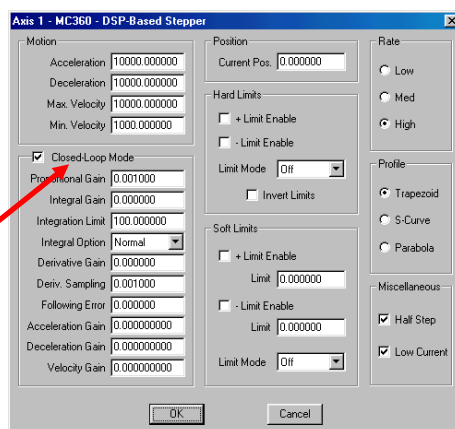 Axis 1 - MC360 - DSP-Based Stepper
Motion
Acceleration 10000.000000
Deceleration 10000.000000
Max. Velocity 10000.000000
Min. Velocity 1000.000000
Closed-Loop Mode
Proportional Gain 0.001000
Integral Gain 0.000000
Integration Limit 100.000000
Integral Option Normal
Derivative Gain 0.000000
Deriv. Sampling 0.001000
Following Error 0.000000
Acceleration Gain 0.000000000
Deceleration Gain 0.000000000
Velocity Gain 0.00000000
Position
Current Pos. 0.000000
Hard Limits
+ Limit Enable
- Limit Enable
Limit Mode Off
Invert Limits
Soft Limits
+ Limit Enable
Limit 0.000000
- Limit Enable
Limit 0.000000
Limit Mode Off
Rate
Low
Med
High
Profile
Trapezoid
S-Curve
Parabola
Miscellaneous
Half Step
Low Current
OK
Cancel